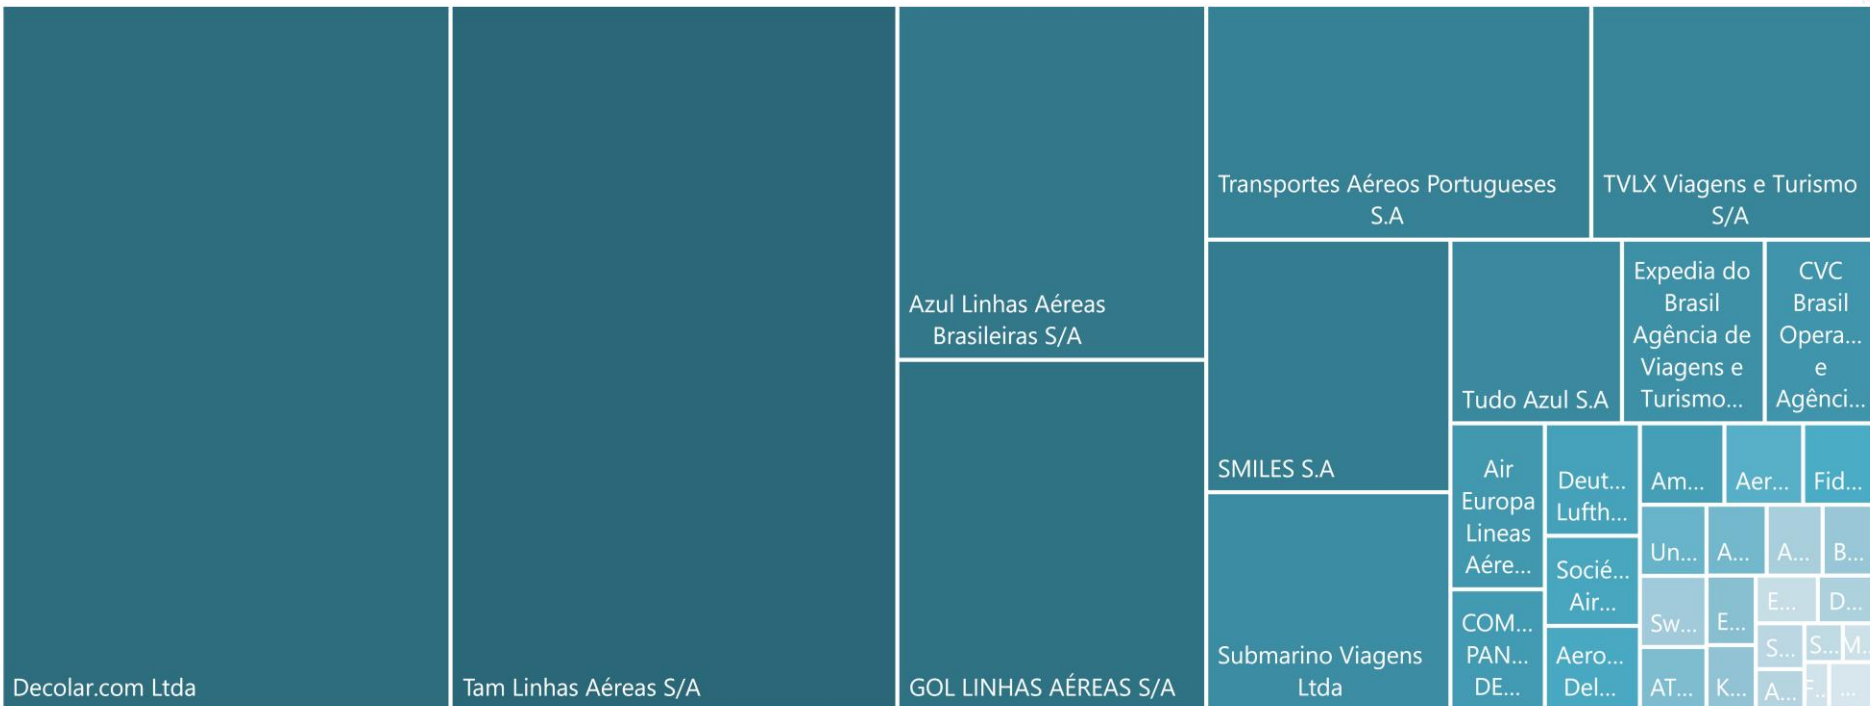 Decolar.com Ltda
Tam Linhas Aéreas S/A
Azul Linhas Aéreas
Brasileiras S/A
GOL LINHAS AÉREAS S/A
Transportes Aéreos Portugueses
S.A
TVLX Viagens e Turismo
S/A
SMILES S.A
Submarino Viagens
Ltda
Tudo Azul S.A
Expedia do
Brasil
Agência de
Viagens e
Turismo...
CVC
Brasil
Opera...
e
Agênci...
Air
Europa
Lineas
Aére...
COM...
PAN...
DE...
Deut...
Lufth...
Socié...
Air...
Aero...
Del...
Am...
Aer...
Fid...
Un...
A...
A...
B...
Sw...
E...
E...
D...
S...
S...
M...
AT...
K...
A...
F...
...